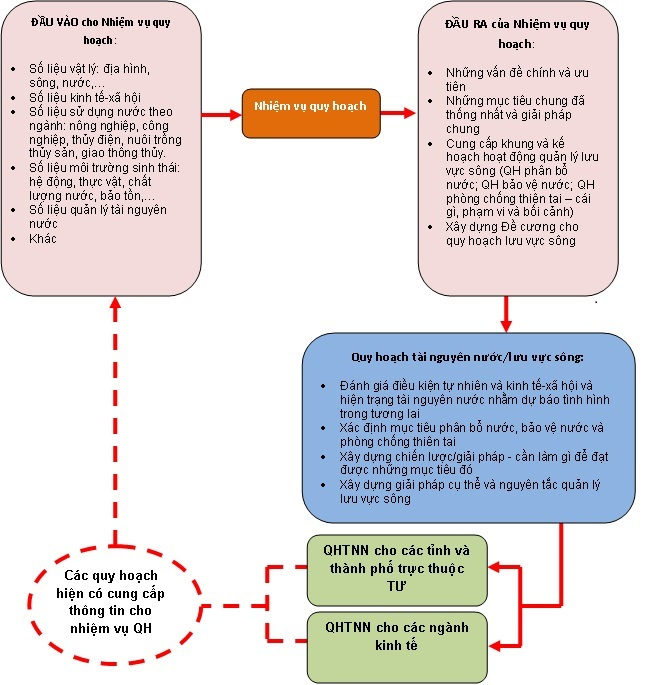 ĐẦU VÀO cho Nhiệm vụ quy
hoạch:
• Số liệu vật lý: địa hình,
sông, nước,…
• Số liệu kinh tế-xã hội
• Số liệu sử dụng nước theo
ngành: nông nghiệp, công
nghiệp, thủy điện, nuôi trồng
thủy sản, giao thông thủy.
• Số liệu môi trường sinh thái:
hệ động, thực vật, chất
lượng nước, bảo tồn,…
• Số liệu quản lý tài nguyên
nước
• Khác
Nhiệm vụ quy hoạch
ĐẦU RA của Nhiệm vụ quy
hoạch:
• Những vấn đề chính và ưu
tiên
• Những mục tiêu chung đã
thống nhất và giải pháp
chung
• Cung cấp khung và kế
hoạch hoạt động quản lý lưu
vực sông (QH phân bổ
nước; QH bảo vệ nước; QH
phòng chống thiên tai – cái
gì, phạm vi và bối cảnh)
• Xây dựng Đề cương cho
quy hoạch lưu vực sông
Quy hoạch tài nguyên nước/lưu vực sông:
• Đánh giá điều kiện tự nhiên và kinh tế-xã hội và
hiện trạng tài nguyên nước nhằm dự báo tình hình
trong tương lai
• Xác định mục tiêu phân bổ nước, bảo vệ nước và
phòng chống thiên tai
• Xây dựng chiến lược/giải pháp - cần làm gì để đạt
được những mục tiêu đó
• Xây dựng giải pháp cụ thể và nguyên tắc quản lý
lưu vực sông
QHTNN cho các tỉnh và
thành phố trực thuộc
TƯ
QHTNN cho các ngành
kinh tế
Các quy hoạch
hiện có cung cấp
thông tin cho
nhiệm vụ QH